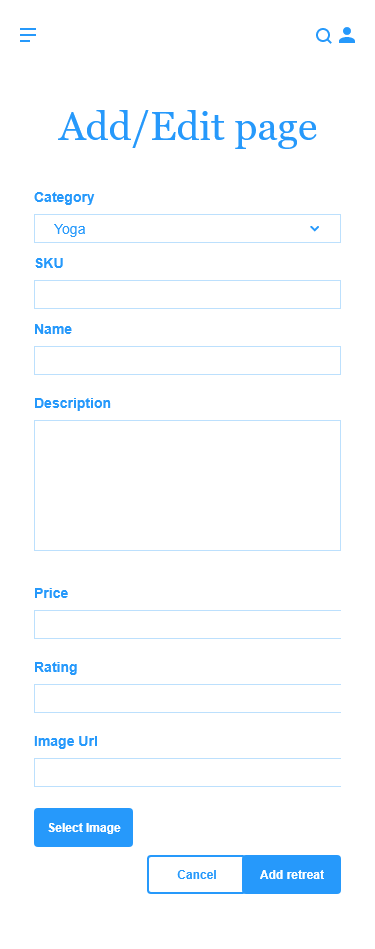 Add/Edit page
Category
Yoga
SKU
Name
Description
Price
Rating
Image Url
Select Image
Cancel
Add retreat